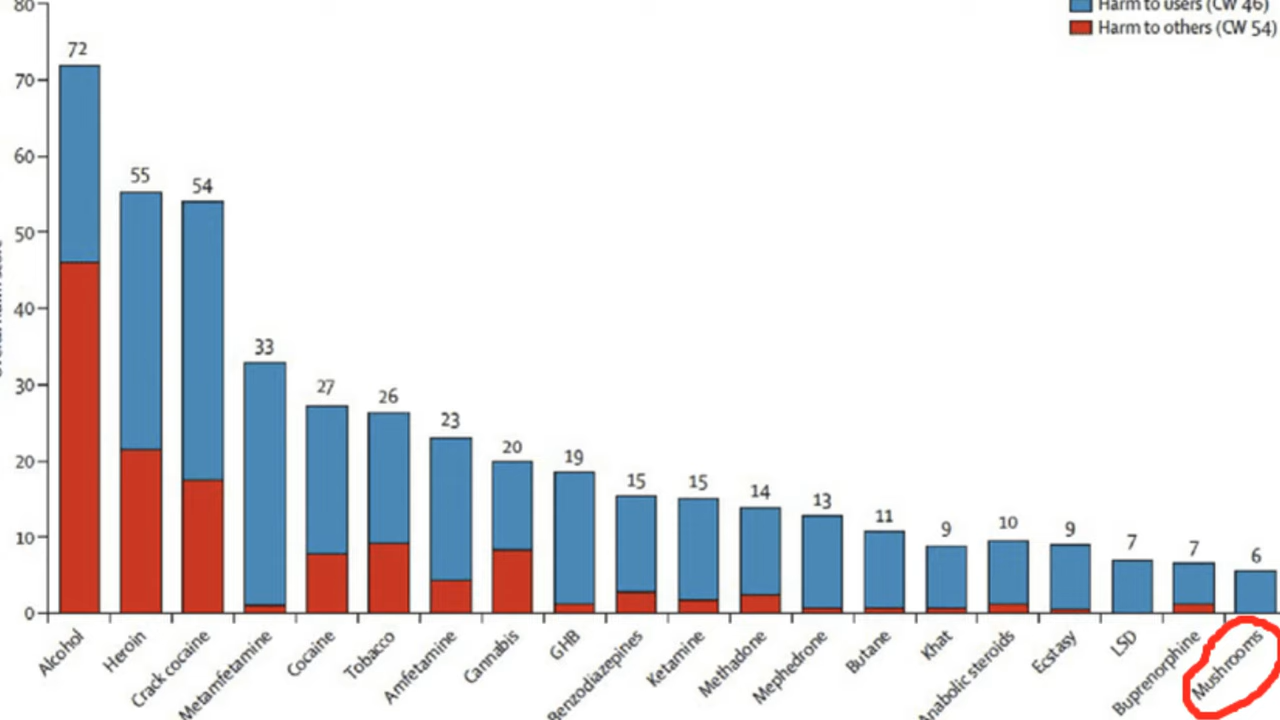 80
Harm to users (CW 46)
Harm to others (CW 54)
72
70
60
55
54
50
40
33
30
27
26
23
20
20
19
15
15
14
13
11
9
10
9
7
7
6
10
0
Alcohol
Heroin
Crack cocaine
Metamfetamine
Cocaine
Tobacco
Amfetamine
Cannabis
GHB
Benzodiazepines
Ketamine
Methadone
Mephedrone
Butane
Khat
Anabolic steroids
Ecstasy
LSD
Buprenorphine
Mushrooms